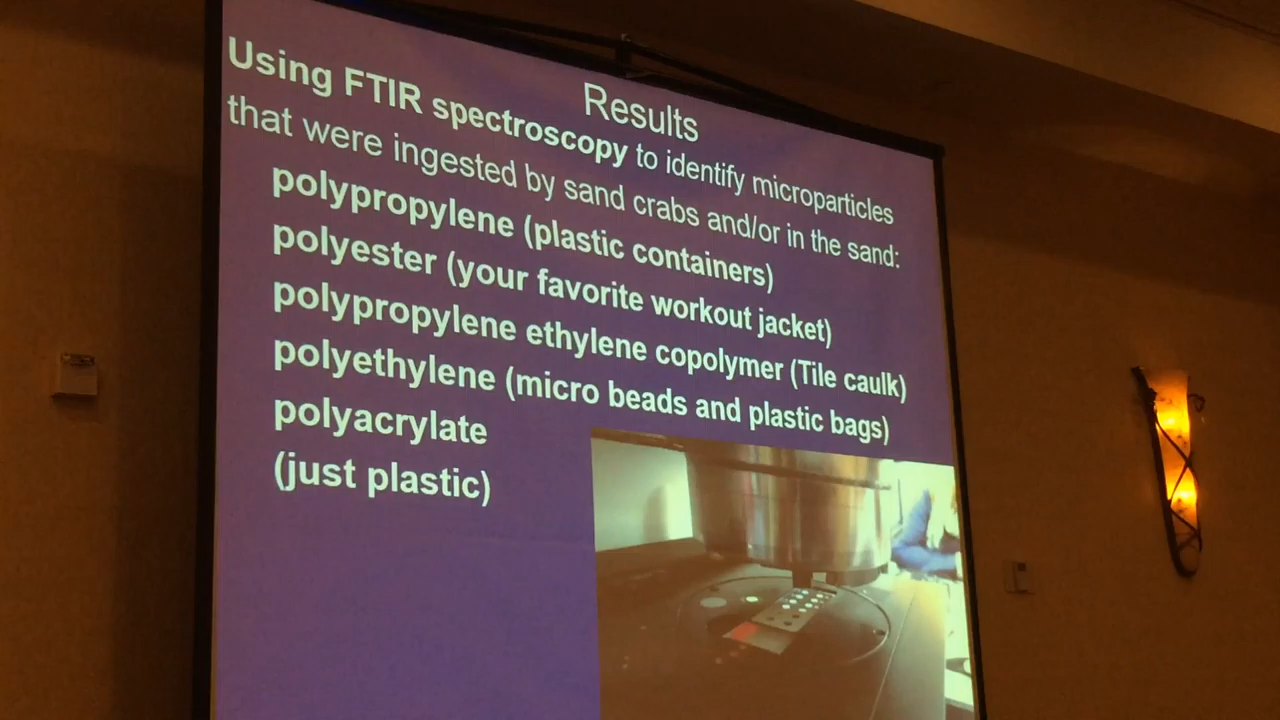 Results
Using FTIR spectroscopy to identify microparticles
that were ingested by sand crabs and/or in the sand:
polypropylene (plastic containers)
polyester (your favorite workout jacket)
polypropylene ethylene copolymer (Tile caulk)
polyethylene (micro beads and plastic bags)
polyacrylate
(just plastic)